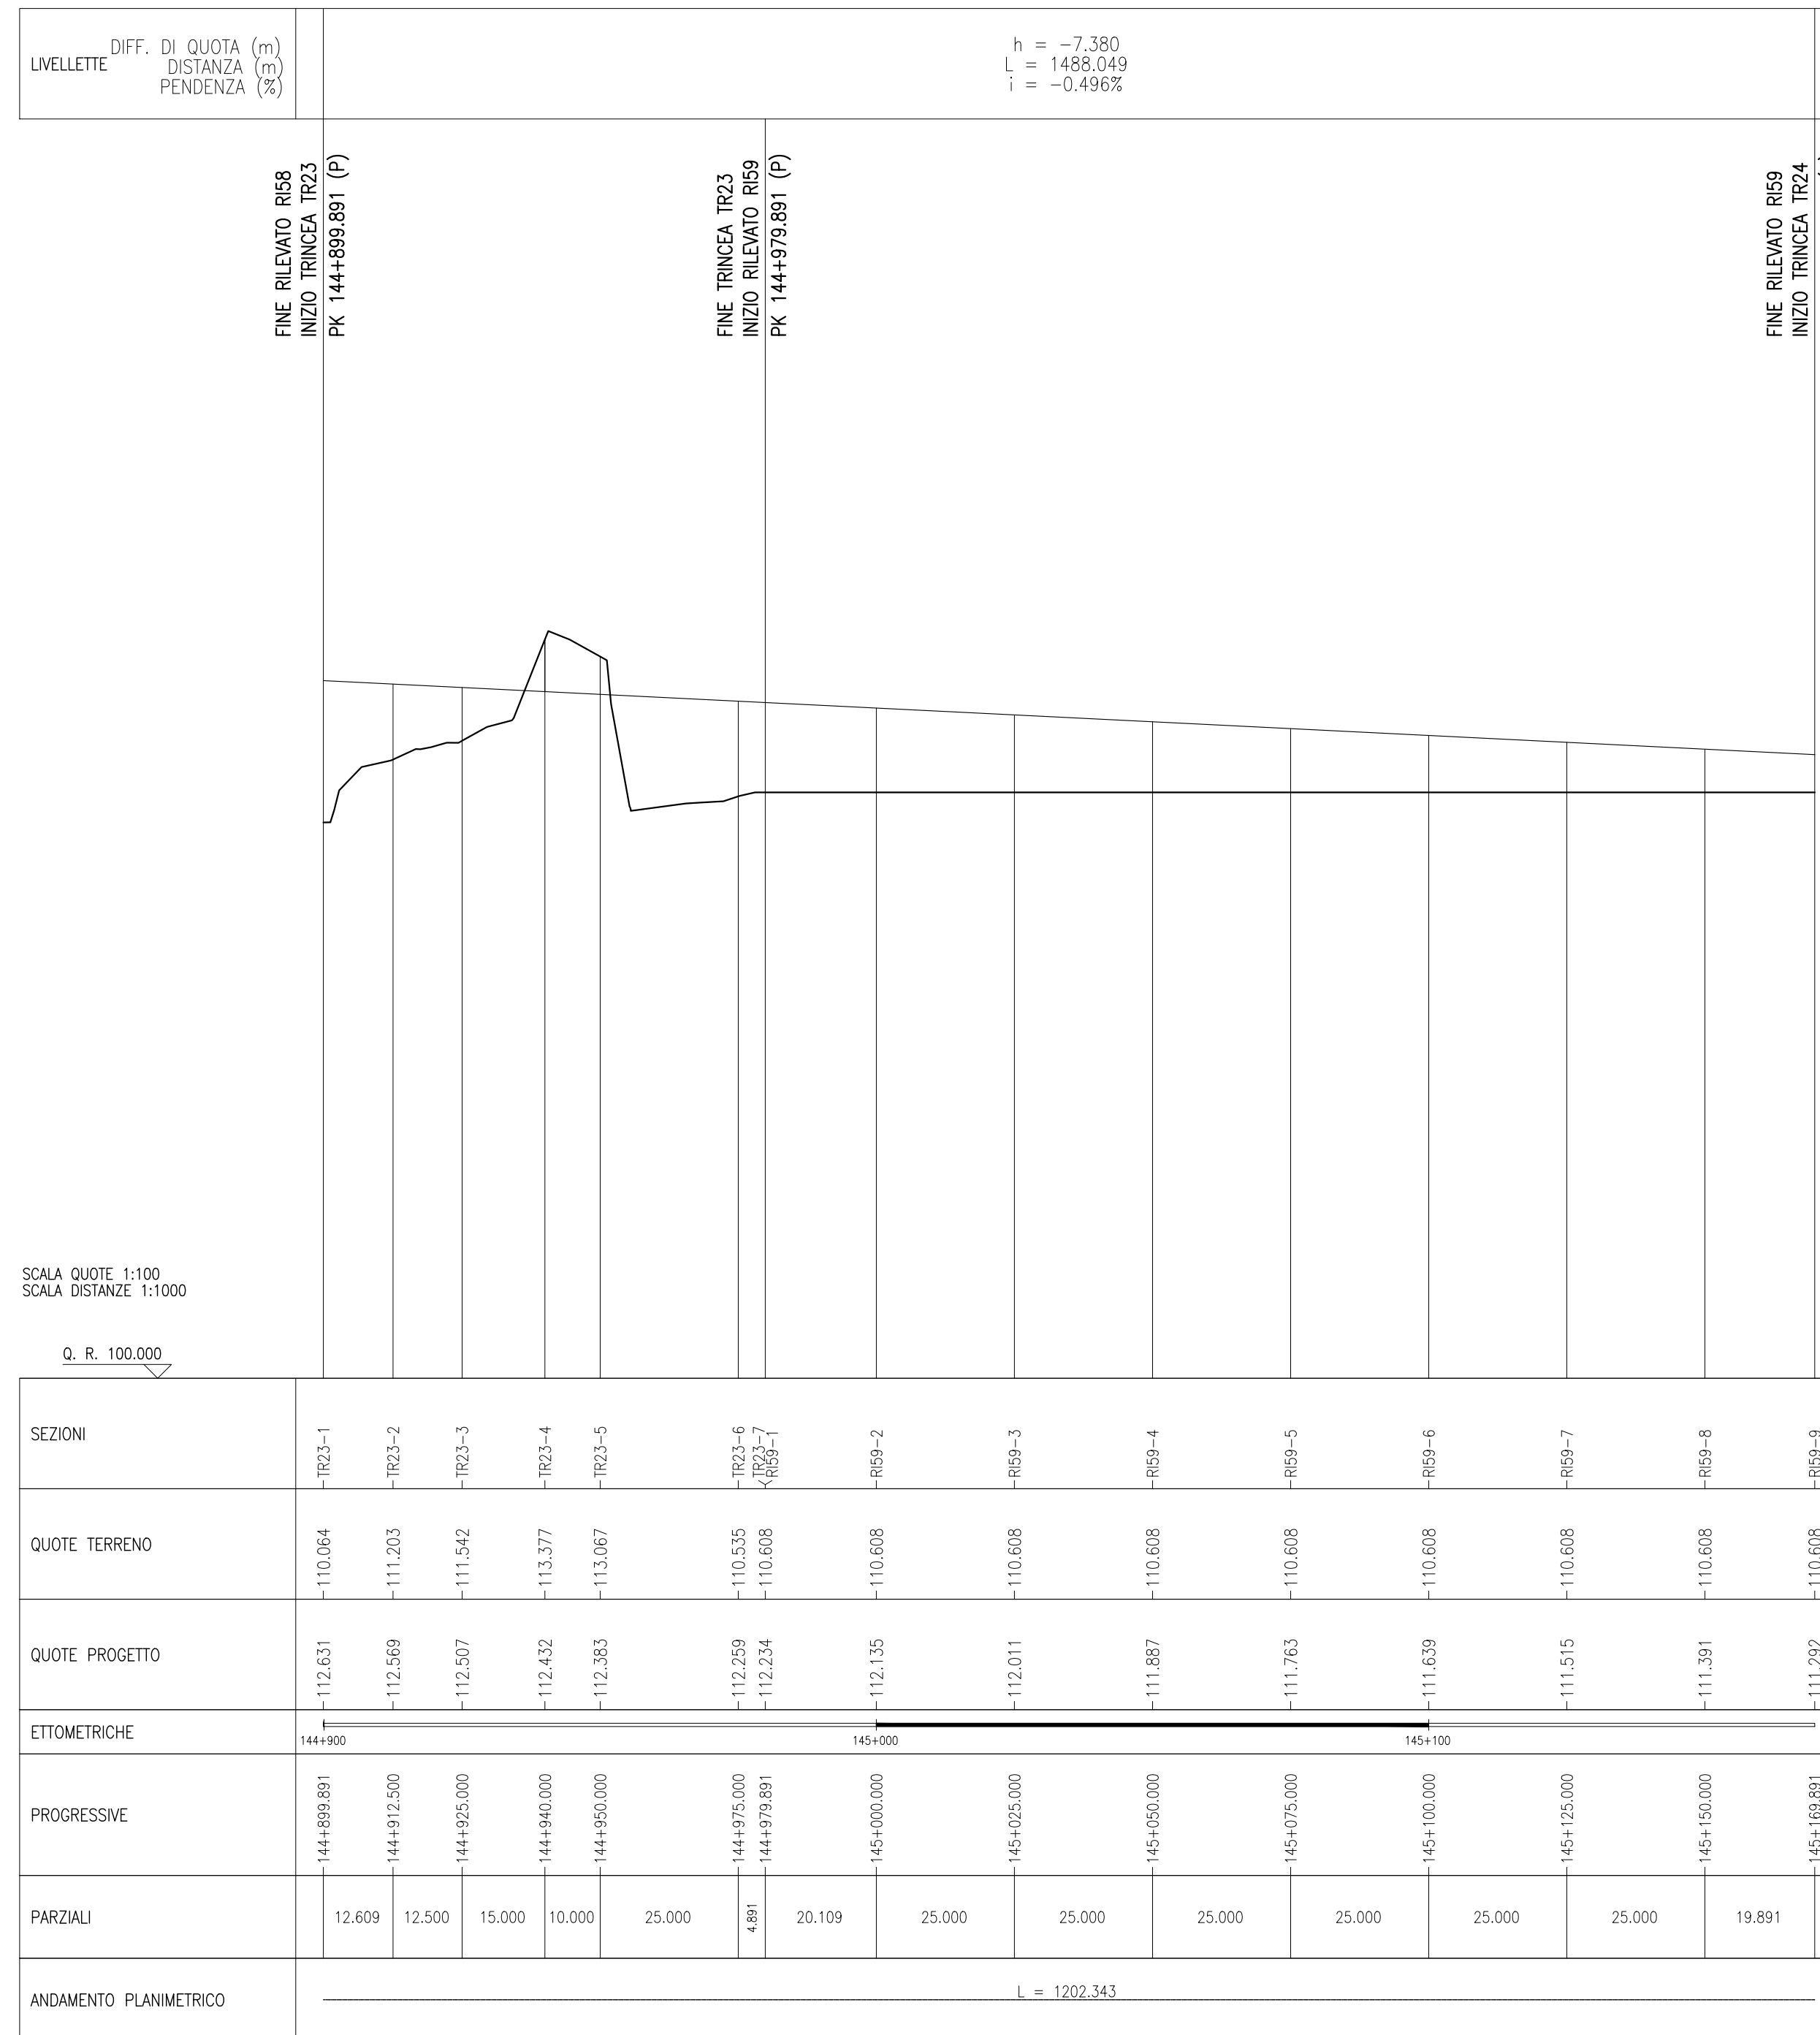 LIVELLETTE
DIFF. DI QUOTA (m)
DISTANZA (m)
PENDENZA (%)
h = -7.380
L = 1488.049
i = -0.496%
FINE RILEVATO RI58
INIZIO TRINCEA TR23
PK 144+899.891 (P)
FINE TRINCEA TR23
INIZIO RILEVATO RI59
PK 144+979.891 (P)
FINE RILEVATO RI59
INIZIO TRINCEA TR24
SCALA QUOTE 1:100
SCALA DISTANZE 1:1000
Q. R. 100.000
SEZIONI
TR23-1
TR23-2
TR23-3
TR23-4
TR23-5
TR23-6
TR23-7
RI59-1
RI59-2
RI59-3
RI59-4
RI59-5
RI59-6
RI59-7
RI59-8
RI59-9
QUOTE TERRENO
110.064
111.203
111.542
113.377
113.067
110.535
110.608
110.608
110.608
110.608
110.608
110.608
110.608
110.608
110.608
QUOTE PROGETTO
112.631
112.569
112.507
112.432
112.383
112.259
112.234
112.135
112.011
111.887
111.763
111.639
111.515
111.391
111.292
ETTOMETRICHE
144+900
145+000
145+100
PROGRESSIVE
144+899.891
144+912.500
144+925.000
144+940.000
144+950.000
144+975.000
144+979.891
145+000.000
145+025.000
145+050.000
145+075.000
145+100.000
145+125.000
145+150.000
145+169.891
PARZIALI
12.609
12.500
15.000
10.000
25.000
4.891
20.109
25.000
25.000
25.000
25.000
25.000
25.000
19.891
ANDAMENTO PLANIMETRICO
L = 1202.343